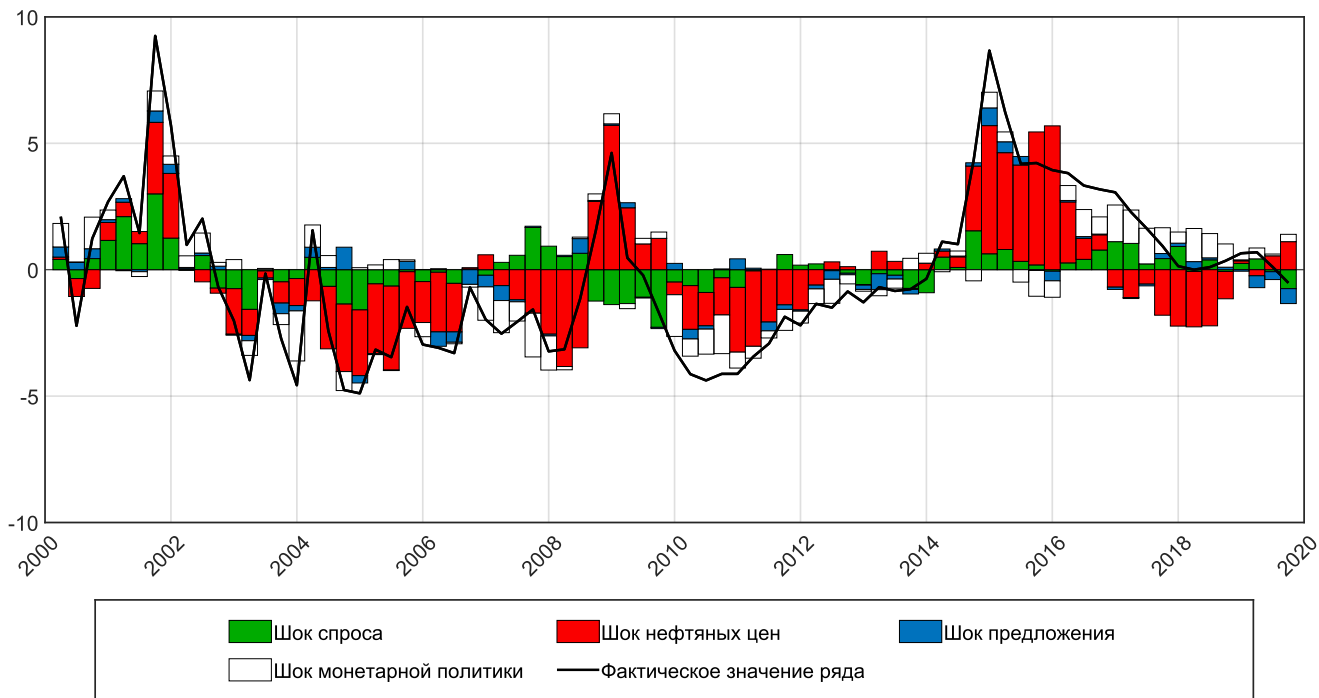 10
5
0
-5
-10
2000 2002 2004 2006 2008 2010 2012 2014 2016 2018 2020
Шок спроса Шок нефтяных цен Шок предложения
Шок монетарной политики Фактическое значение ряда